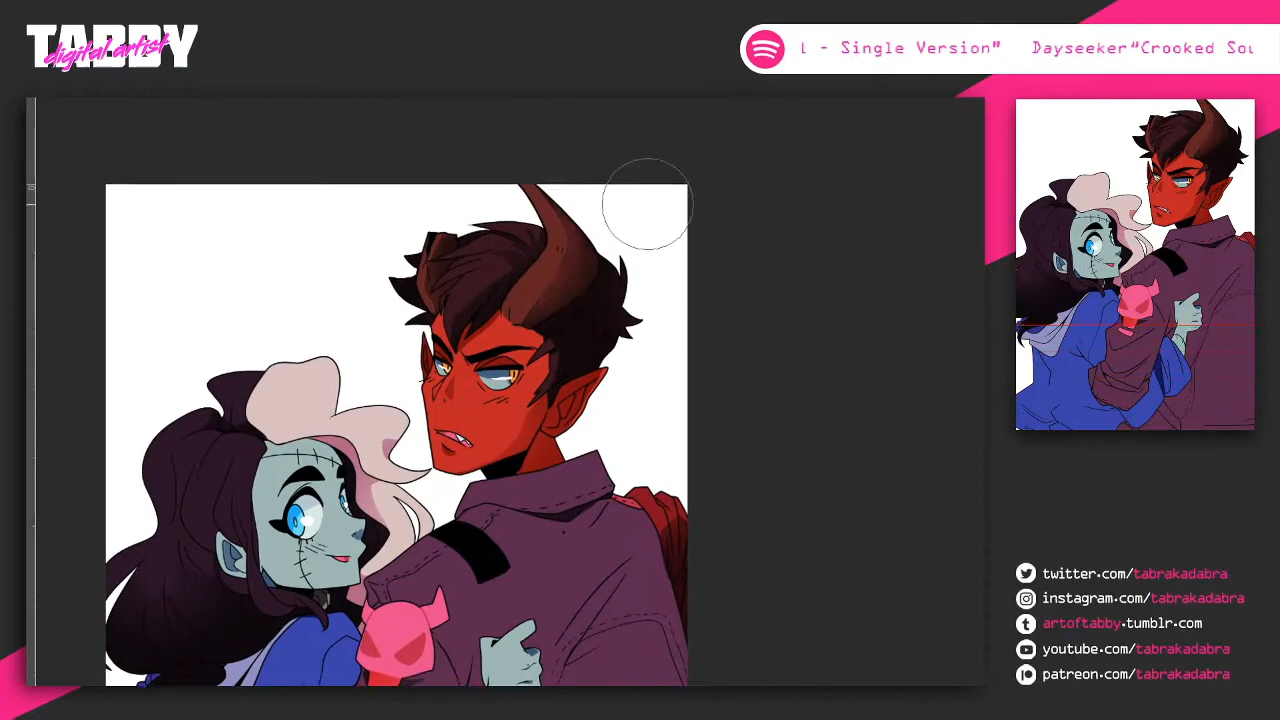 TABBY
digital artist
l - Single Version" Dayseeker "Crooked Sou
twitter.com/tabrakadabra
instagram.com/tabrakadabra
artoftabby.tumblr.com
youtube.com/tabrakadabra
patreon.com/tabrakadabra